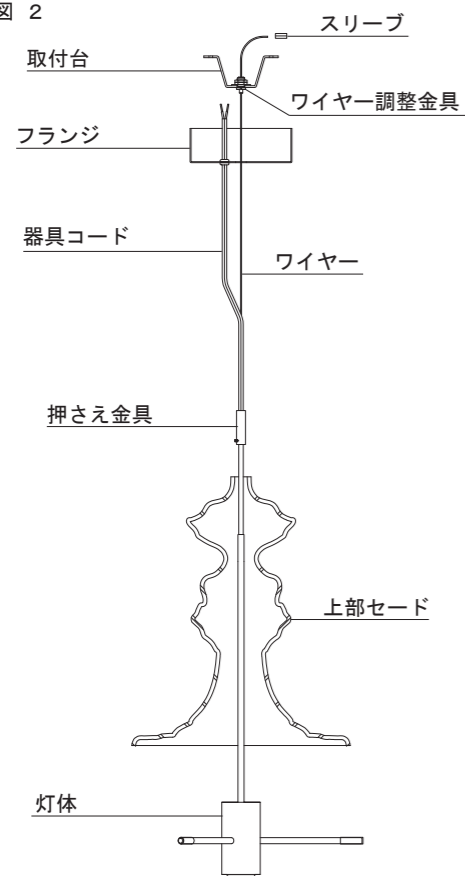 図 2
スリーブ
取付台
ワイヤー調整金具
フランジ
器具コード
ワイヤー
押さえ金具
上部セード
灯体